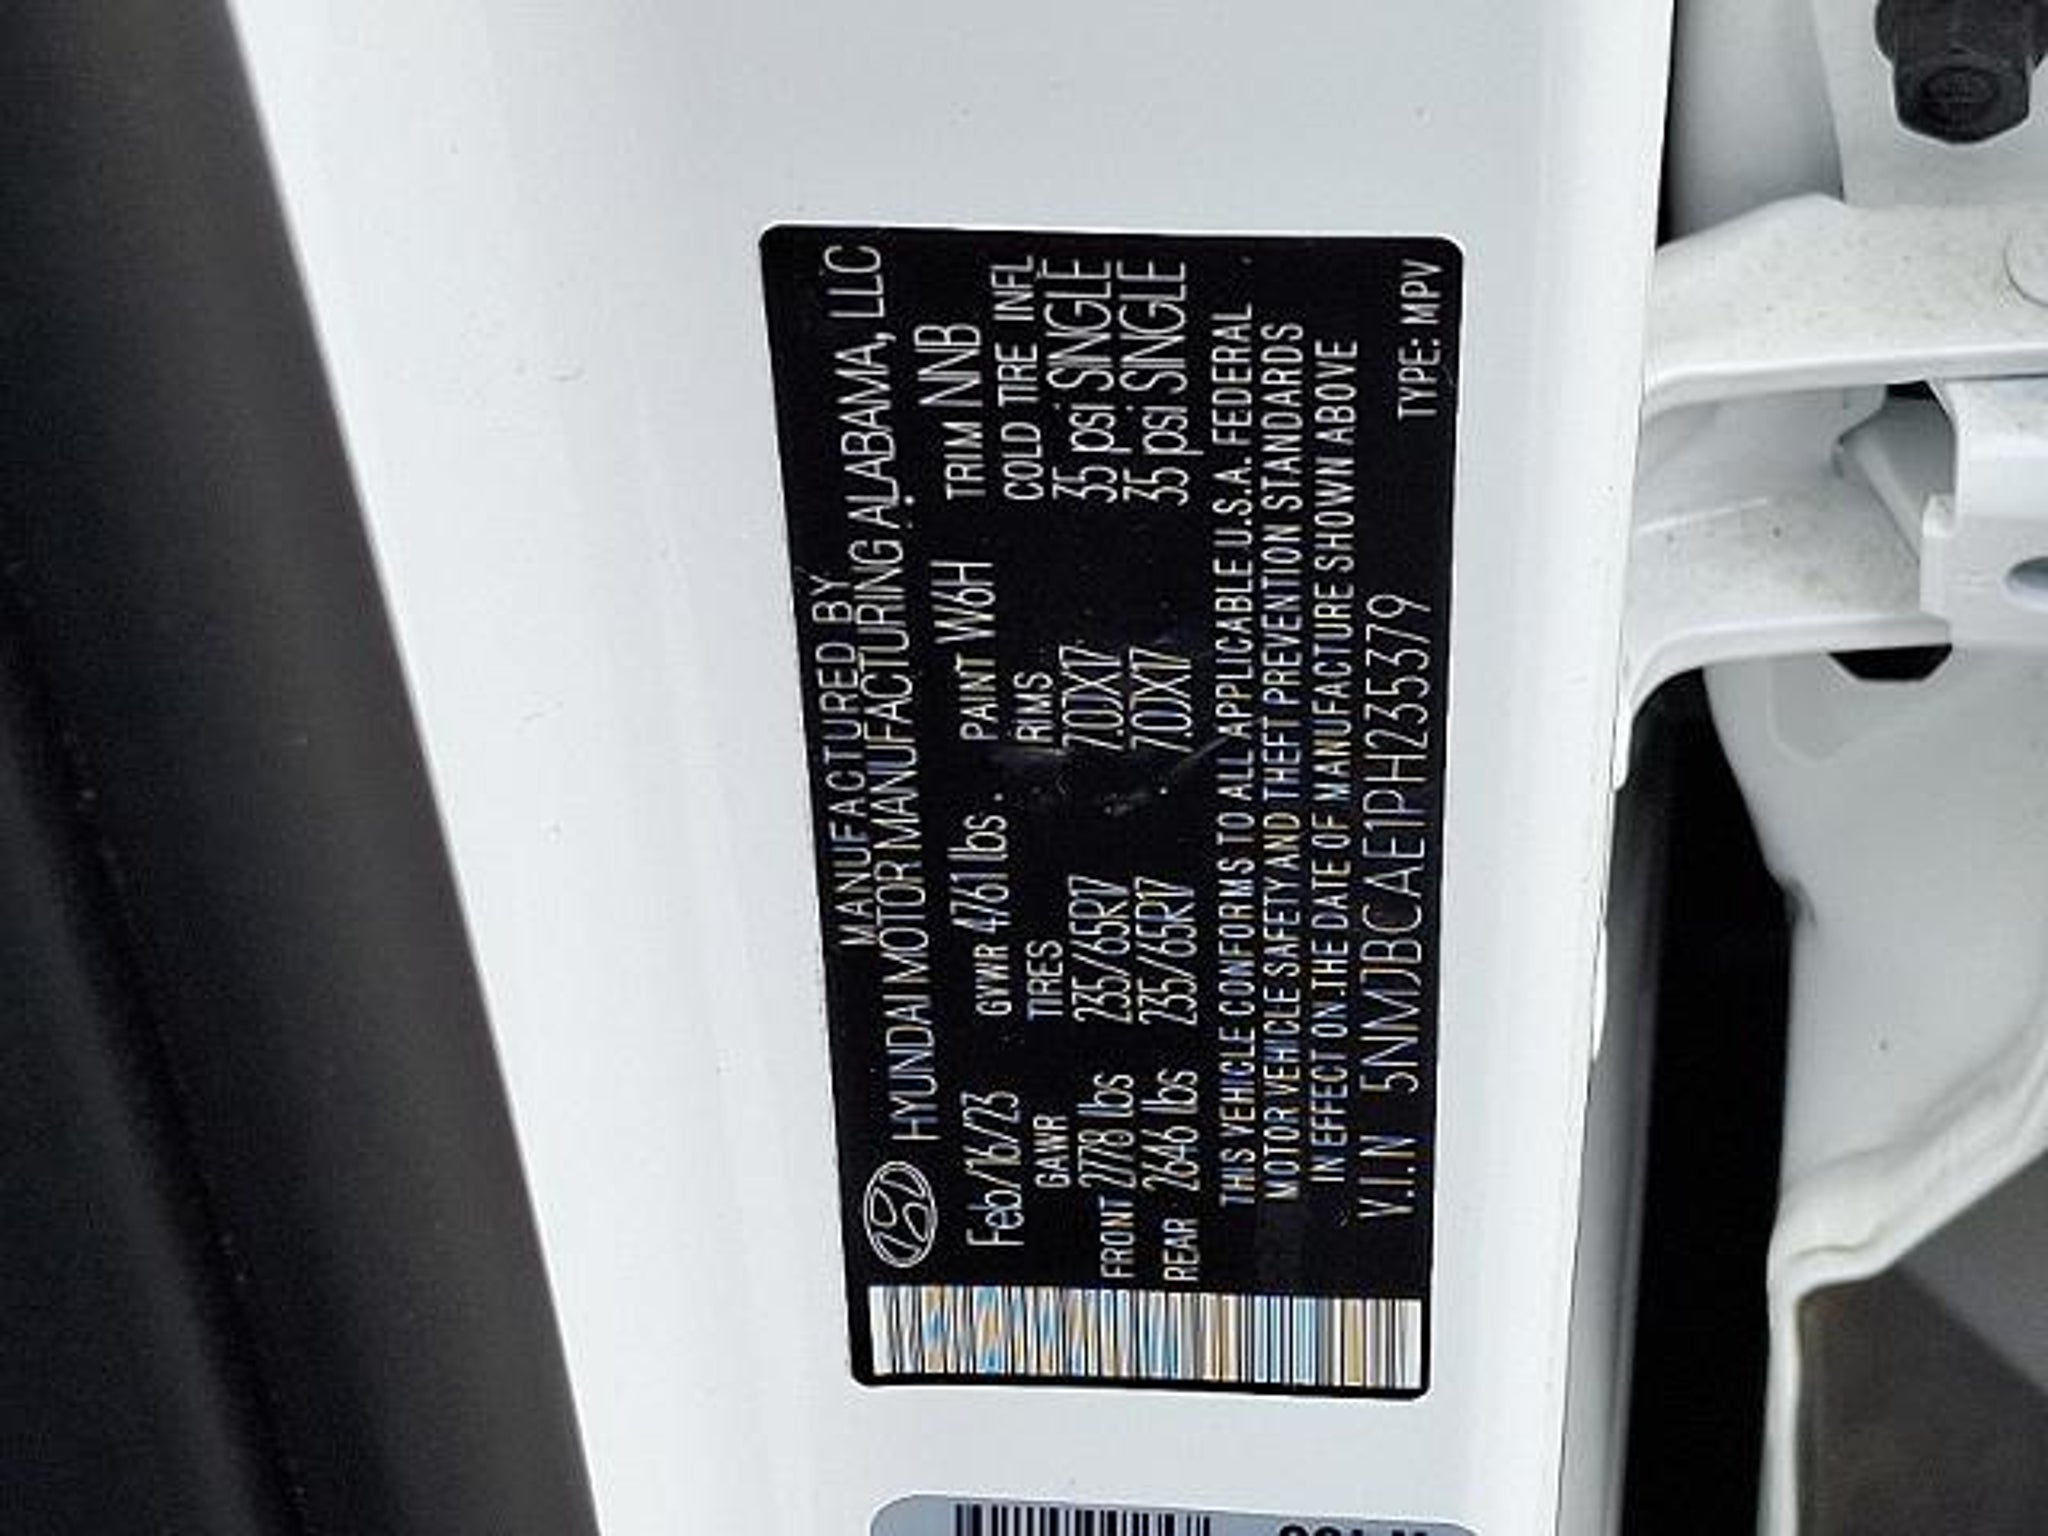 MANUFACTURED BY
HYUNDAI MOTOR MANUFACTURING ALABAMA, LLC
Feb/16/23 GVWR 4761 lbs. PAINT W6H TRIM NNB
GAWR TIRES RIMS COLD TIRE INFL
FRONT 2778 lbs 235/65R17 7.0JX17 35 psi SINGLE
REAR 2646 lbs 235/65R17 7.0JX17 35 psi SINGLE
THIS VEHICLE CONFORMS TO ALL APPLICABLE U.S.A. FEDERAL
MOTOR VEHICLE SAFETY AND THEFT PREVENTION STANDARDS
IN EFFECT ON THE DATE OF MANUFACTURE SHOWN ABOVE
V.I.N 5NMJBCAE1PH235379 TYPE: MPV